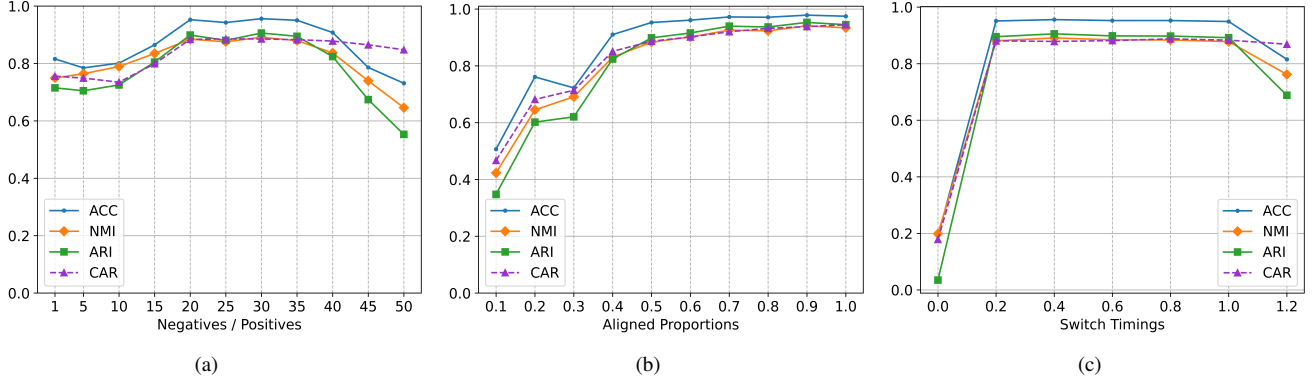 1.0
0.8
0.6
0.4
0.2
0.0
ACC
NMI
ARI
CAR
1 5 10 15 20 25 30 35 40 45 50
Negatives / Positives
(a)
1.0
0.8
0.6
0.4
0.2
0.0
ACC
NMI
ARI
CAR
0.1 0.2 0.3 0.4 0.5 0.6 0.7 0.8 0.9 1.0
Aligned Proportions
(b)
1.0
0.8
0.6
0.4
0.2
0.0
ACC
NMI
ARI
CAR
0.0 0.2 0.4 0.6 0.8 1.0 1.2
Switch Timings
(c)